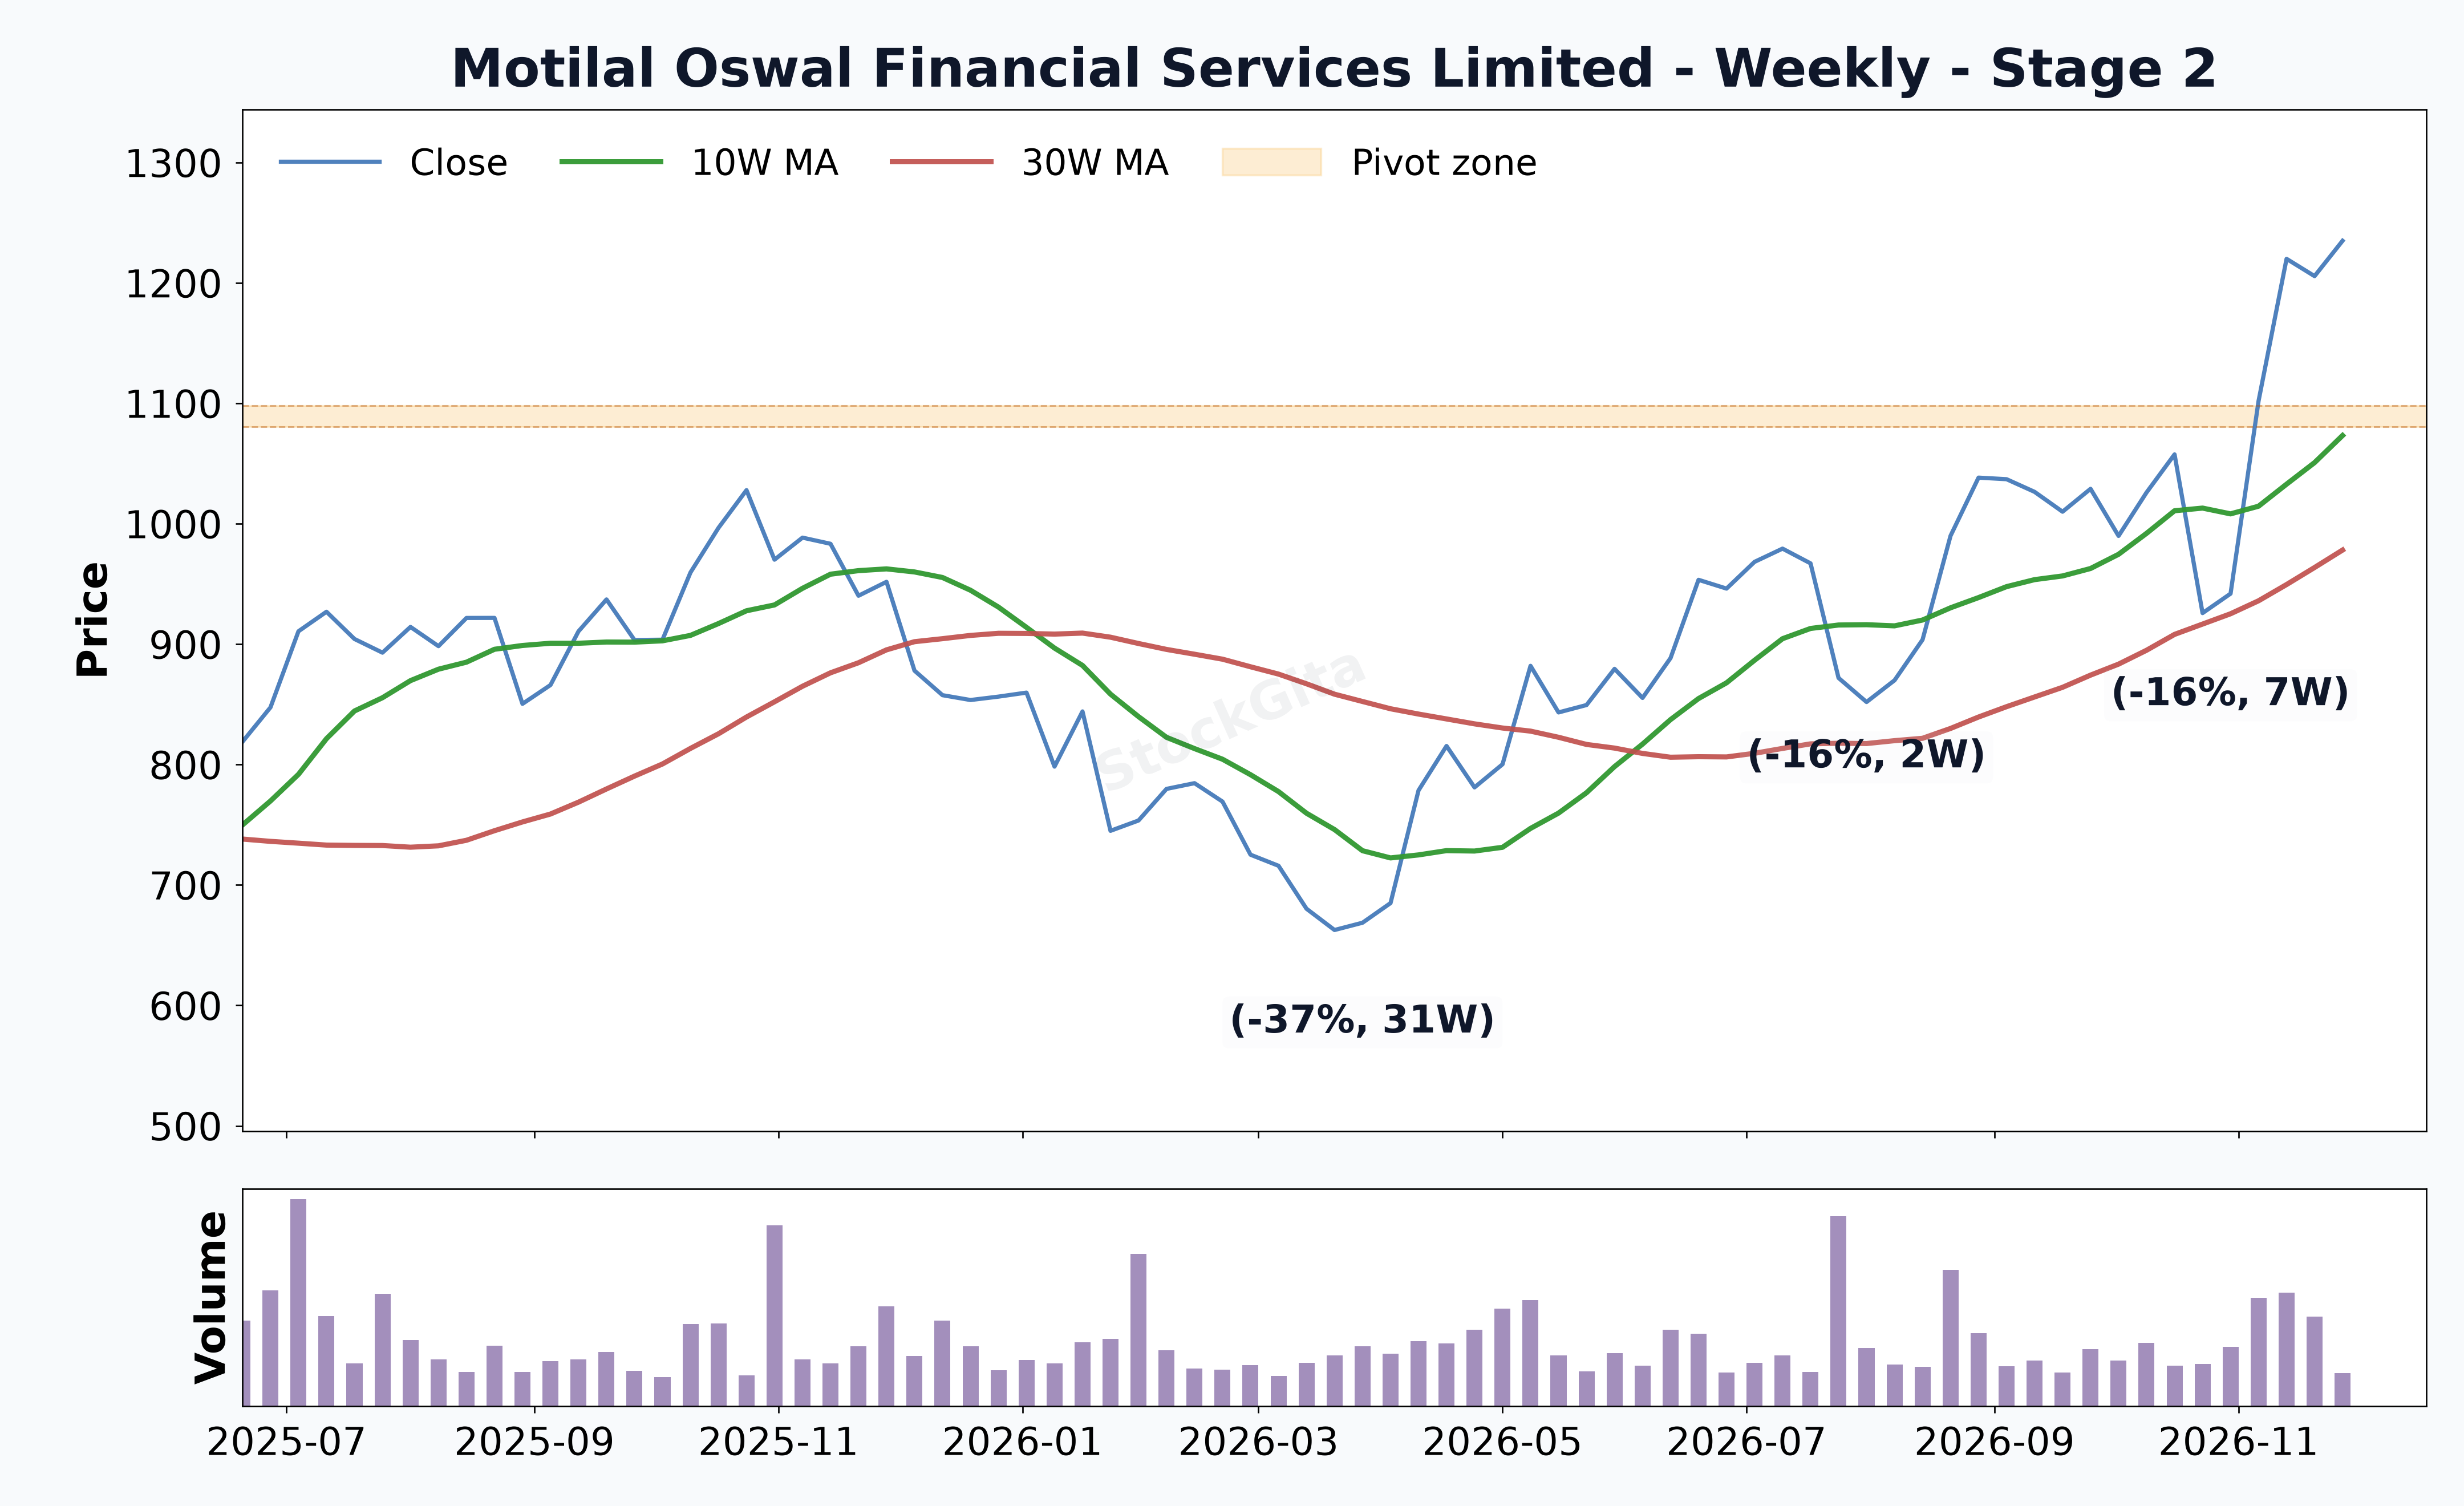 Motilal Oswal Financial Services Limited - Weekly - Stage 2
Close 10W MA 30W MA Pivot zone
Price
1300
1200
1100
1000
900
800
700
600
500
StockGita
(-37%, 31W)
(-16%, 2W)
(-16%, 7W)
Volume
2025-07 2025-09 2025-11 2026-01 2026-03 2026-05 2026-07 2026-09 2026-11